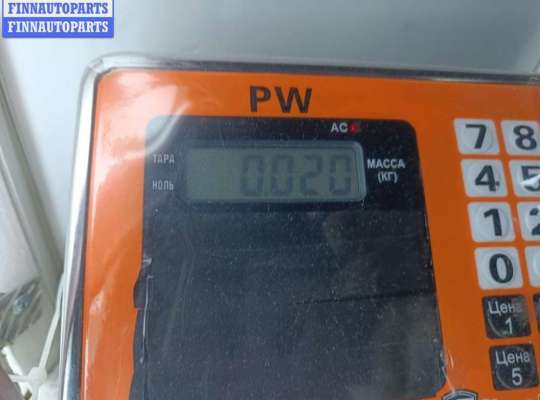 FINNAUTOPARTS
FINNAUTOPARTS
PW
AC
ТАРА
НОЛЬ
0.020
МАССА
(КГ)
7 8
4 5
1 2
0
Цена
1
Цена
5